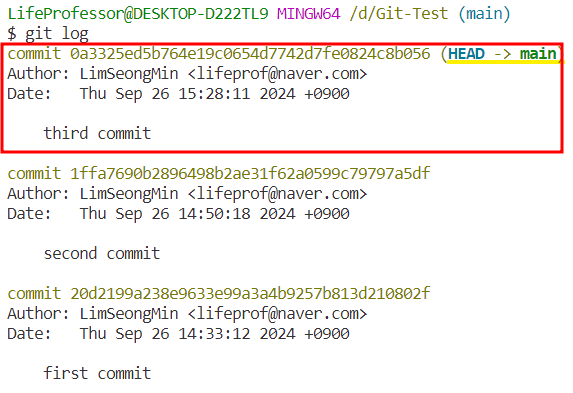 LifeProfessor@DESKTOP-D222TL9 MINGW64 /d/Git-Test (main)
$ git log
commit 0a3325ed5b764e19c0654d7742d7fe0824c8b056 (HEAD -> main)
Author: LimSeongMin <lifeprof@naver.com>
Date:   Thu Sep 26 15:28:11 2024 +0900
third commit
commit 1ffa7690b2896498b2ae31f62a0599c79797a5df
Author: LimSeongMin <lifeprof@naver.com>
Date:   Thu Sep 26 14:50:18 2024 +0900
second commit
commit 20d2199a238e9633e99a3a4b9257b813d210802f
Author: LimSeongMin <lifeprof@naver.com>
Date:   Thu Sep 26 14:33:12 2024 +0900
first commit